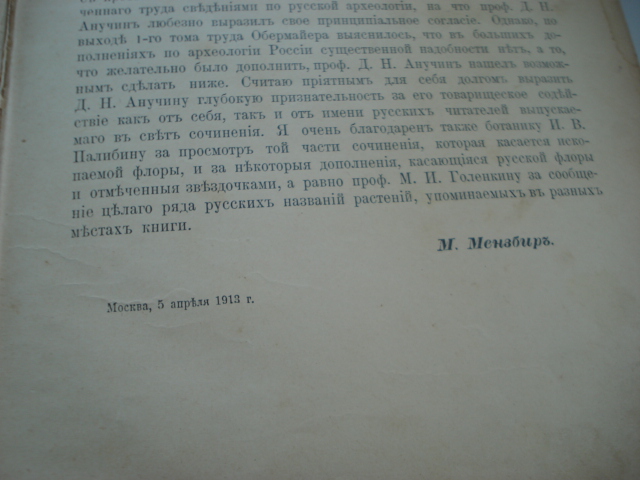 ченнаго труда свѣдѣніями по русской археологіи, на что проф. Д. Н.
Анучинъ любезно выразилъ свое принципіальное согласіе. Однако, по
выходѣ 1-го тома труда Обермайера выяснилось, что въ большихъ до-
полненіяхъ по археологіи Россіи существенной надобности нѣтъ, а то,
что желательно было дополнить, проф. Д. Н. Анучин нашелъ возмож-
нымъ сдѣлать ниже. Считаю пріятнымъ для себя долгомъ выразить
Д. Н. Анучину глубокую признательность за его товарищеское содѣй-
ствіе какъ отъ себя, такъ и отъ имени русскихъ читателей выпускае-
маго въ свѣтъ сочиненія. Я очень благодаренъ также ботанику И. В.
Палибину за просмотръ той части сочиненія, которая касается иско-
паемой флоры, и за нѣкоторыя дополненія, касающіяся русской флоры
и отмѣченныя звѣздочками, а равно проф. М. И. Голенкину за сообще-
ніе цѣлаго ряда русскихъ названій растеній, упоминаемыхъ въ разныхъ
мѣстахъ книги.
М. Мензбиръ.
Москва, 5 апрѣля 1913 г.